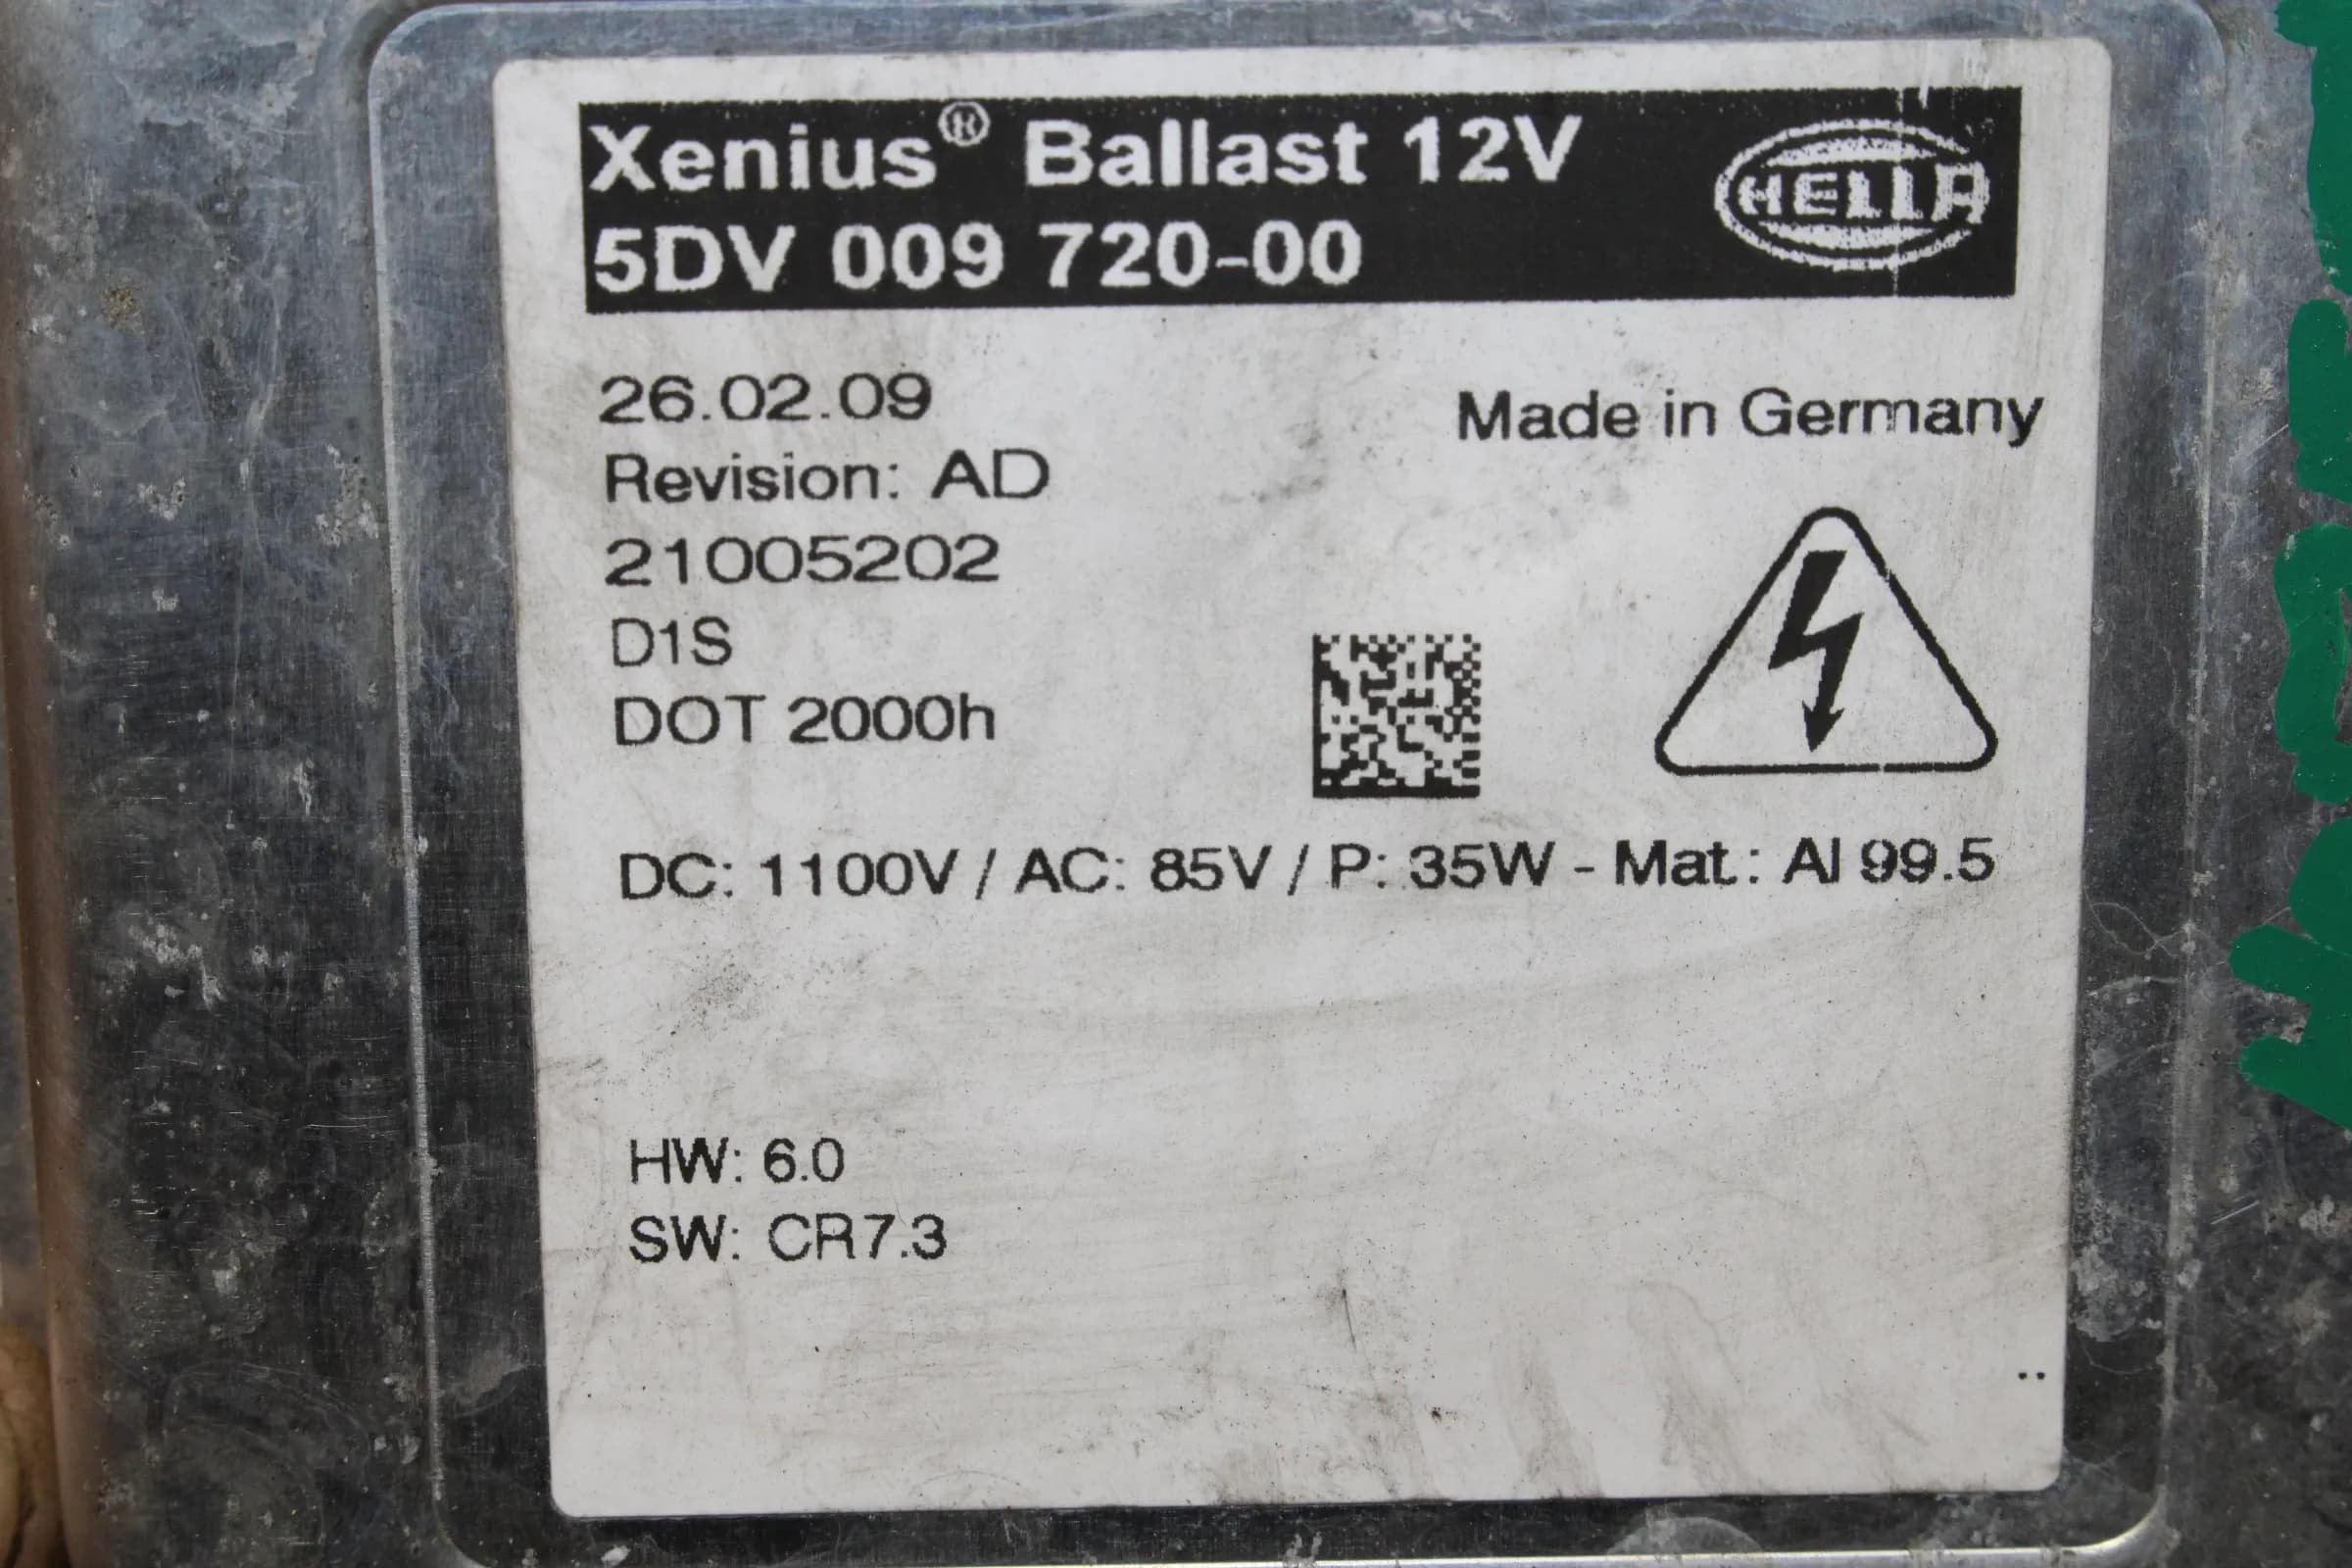 Xenius® Ballast 12V
HELLA
5DV 009 720-00
26.02.09
Made in Germany
Revision: AD
21005202
D1S
DOT 2000h
DC: 1100V / AC: 85V / P: 35W - Mat.: Al 99.5
HW: 6.0
SW: CR7.3